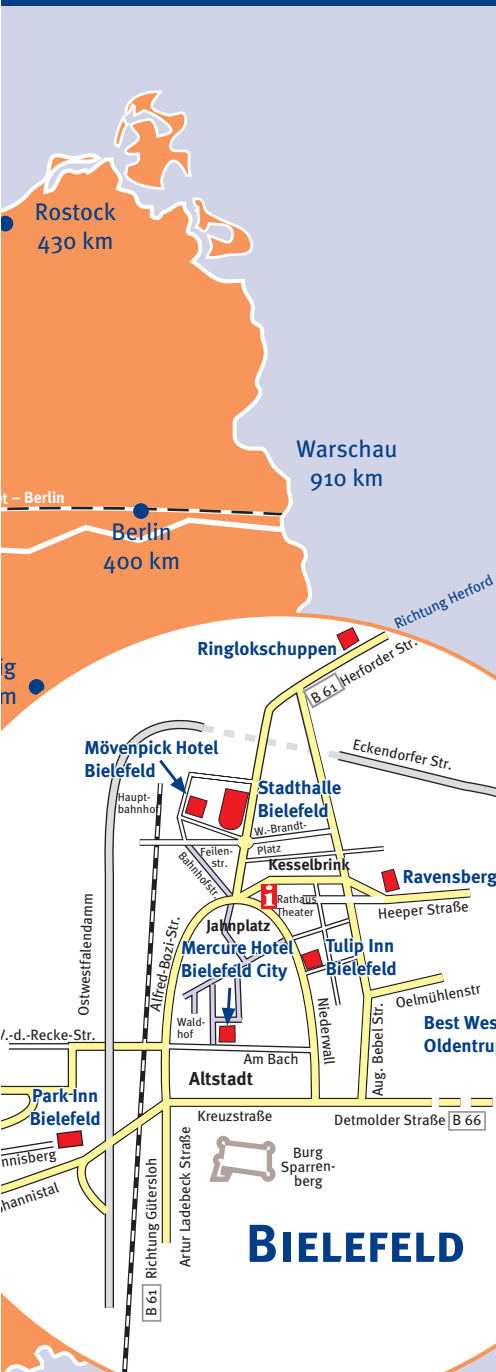 Rostock
430 km
Warschau
910 km
– Berlin
Berlin
400 km
Richtung Herford
Ringlokschuppen
B 61
Herforder Str.
Eckendorfer Str.
Mövenpick Hotel
Bielefeld
Haupt-
bahnhof
Stadthalle
Bielefeld
W.-Brandt-
Platz
Feilen-
str.
Bahnhofstr.
Kesselbrink
Ravensberg
i
Rathaus
Theater
Heeper Straße
Jahnplatz
Ostwestfalendamm
Alfred-Bozi-Str.
Mercure Hotel
Bielefeld City
Tulip Inn
Bielefeld
Oelmühlenstr
Niederwall
Aug. Bebel Str.
Wald-
hof
Best Wes
Oldentru
.-d.-Recke-Str.
Am Bach
Altstadt
Park Inn
Bielefeld
Kreuzstraße
Detmolder Straße
B 66
nnisberg
hannistal
Burg
Sparren-
berg
Artur Ladebeck Straße
B 61
Richtung Gütersloh
BIELEFELD